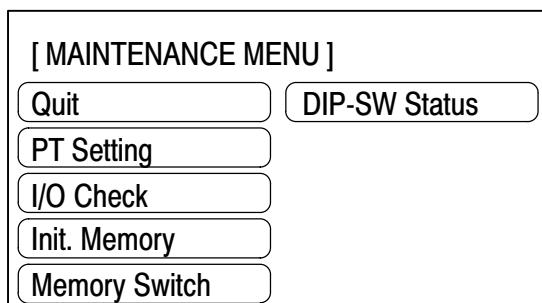 [ MAINTENANCE MENU ]
Quit DIP-SW Status
PT Setting
I/O Check
Init. Memory
Memory Switch